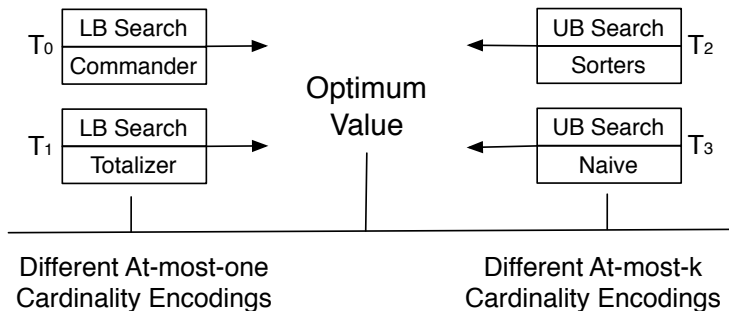 T0
LB Search
Commander
T1
LB Search
Totalizer
Optimum
Value
UB Search
Sorters
T2
UB Search
Naive
T3
Different At-most-one
Cardinality Encodings
Different At-most-k
Cardinality Encodings